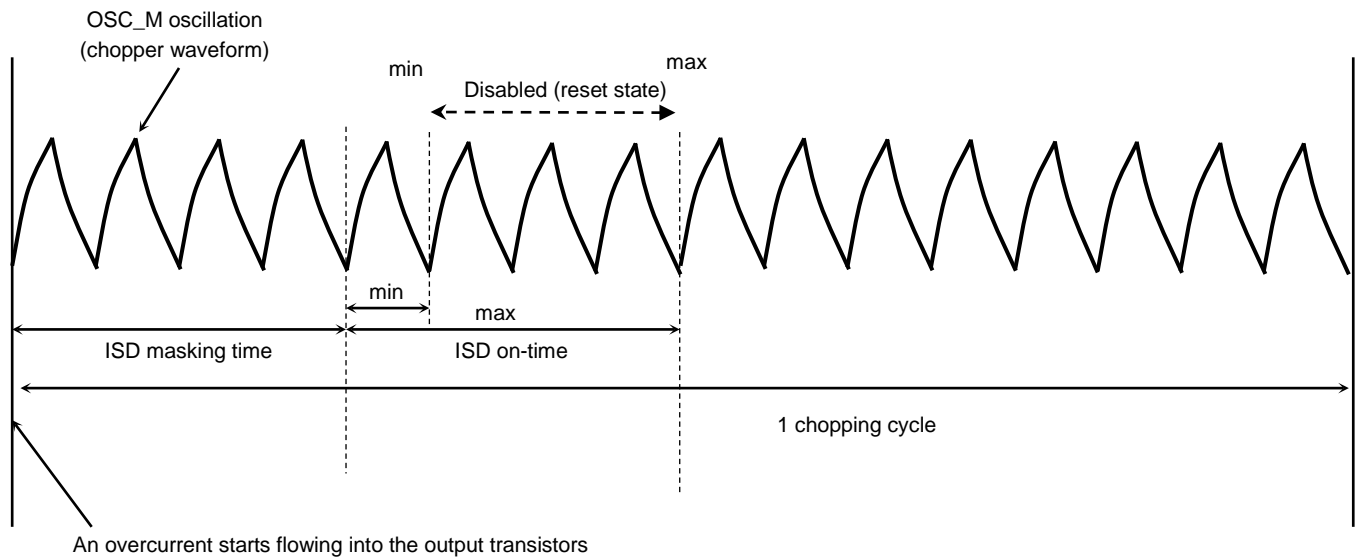 OSC_M oscillation
(chopper waveform)
min
max
Disabled (reset state)
min
max
ISD masking time
ISD on-time
1 chopping cycle
An overcurrent starts flowing into the output transistors